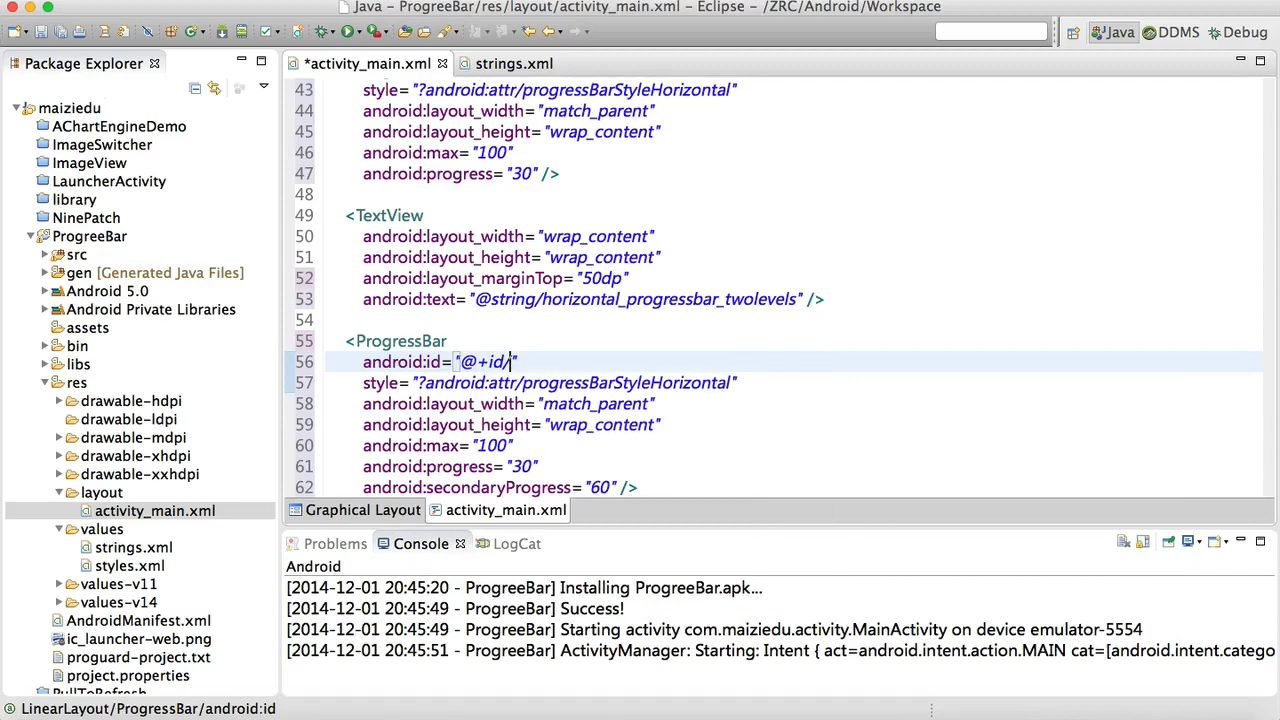 Java - ProgreeBar/res/layout/activity_main.xml - Eclipse - /ZRC/Android/Workspace
Java
DDMS
Debug
Package Explorer
*activity_main.xml
strings.xml
maiziedu
AChartEngineDemo
ImageSwitcher
ImageView
LauncherActivity
library
NinePatch
ProgreeBar
src
gen [Generated Java Files]
Android 5.0
Android Private Libraries
assets
bin
libs
res
drawable-hdpi
drawable-ldpi
drawable-mdpi
drawable-xhdpi
drawable-xxhdpi
layout
activity_main.xml
values
strings.xml
styles.xml
values-v11
values-v14
AndroidManifest.xml
ic_launcher-web.png
proguard-project.txt
project.properties
PullToRefresh
43 style="?android:attr/progressBarStyleHorizontal"
44 android:layout_width="match_parent"
45 android:layout_height="wrap_content"
46 android:max="100"
47 android:progress="30" />
48
49 <TextView
50 android:layout_width="wrap_content"
51 android:layout_height="wrap_content"
52 android:layout_marginTop="50dp"
53 android:text="@string/horizontal_progressbar_twolevels" />
54
55 <ProgressBar
56 android:id="@+id/"
57 style="?android:attr/progressBarStyleHorizontal"
58 android:layout_width="match_parent"
59 android:layout_height="wrap_content"
60 android:max="100"
61 android:progress="30"
62 android:secondaryProgress="60" />
Graphical Layout
activity_main.xml
Problems
Console
LogCat
Android
[2014-12-01 20:45:20 - ProgreeBar] Installing ProgreeBar.apk...
[2014-12-01 20:45:49 - ProgreeBar] Success!
[2014-12-01 20:45:49 - ProgreeBar] Starting activity com.maiziedu.activity.MainActivity on device emulator-5554
[2014-12-01 20:45:51 - ProgreeBar] ActivityManager: Starting: Intent { act=android.intent.action.MAIN cat=[android.intent.catego
LinearLayout/ProgressBar/android:id